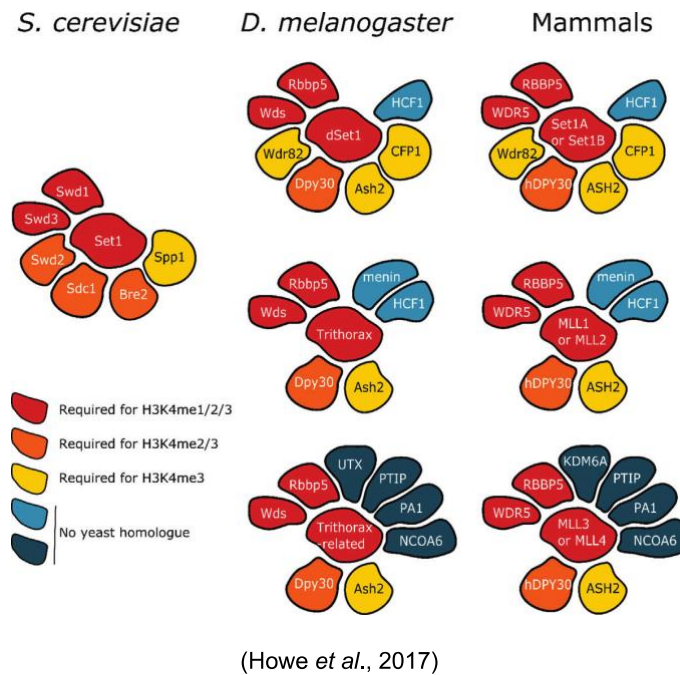 S. cerevisiae
D. melanogaster
Mammals
Swd1
Swd3
Set1
Swd2
Spp1
Sdc1
Bre2
Rbbp5
HCF1
Wds
dSet1
Wdr82
CFP1
Dpy30
Ash2
RBBP5
HCF1
WDR5
Set1A
or Set1B
Wdr82
CFP1
hDPY30
ASH2
menin
Rbbp5
HCF1
Wds
Trithorax
Dpy30
Ash2
menin
RBBP5
HCF1
WDR5
MLL1
or MLL2
hDPY30
ASH2
Required for H3K4me1/2/3
Required for H3K4me2/3
Required for H3K4me3
No yeast homologue
UTX
Rbbp5
PTIP
PA1
Wds
Trithorax
-related
NCOA6
Dpy30
Ash2
KDM6A
RBBP5
PTIP
PA1
WDR5
MLL3
or MLL4
NCOA6
hDPY30
ASH2
(Howe et al., 2017)